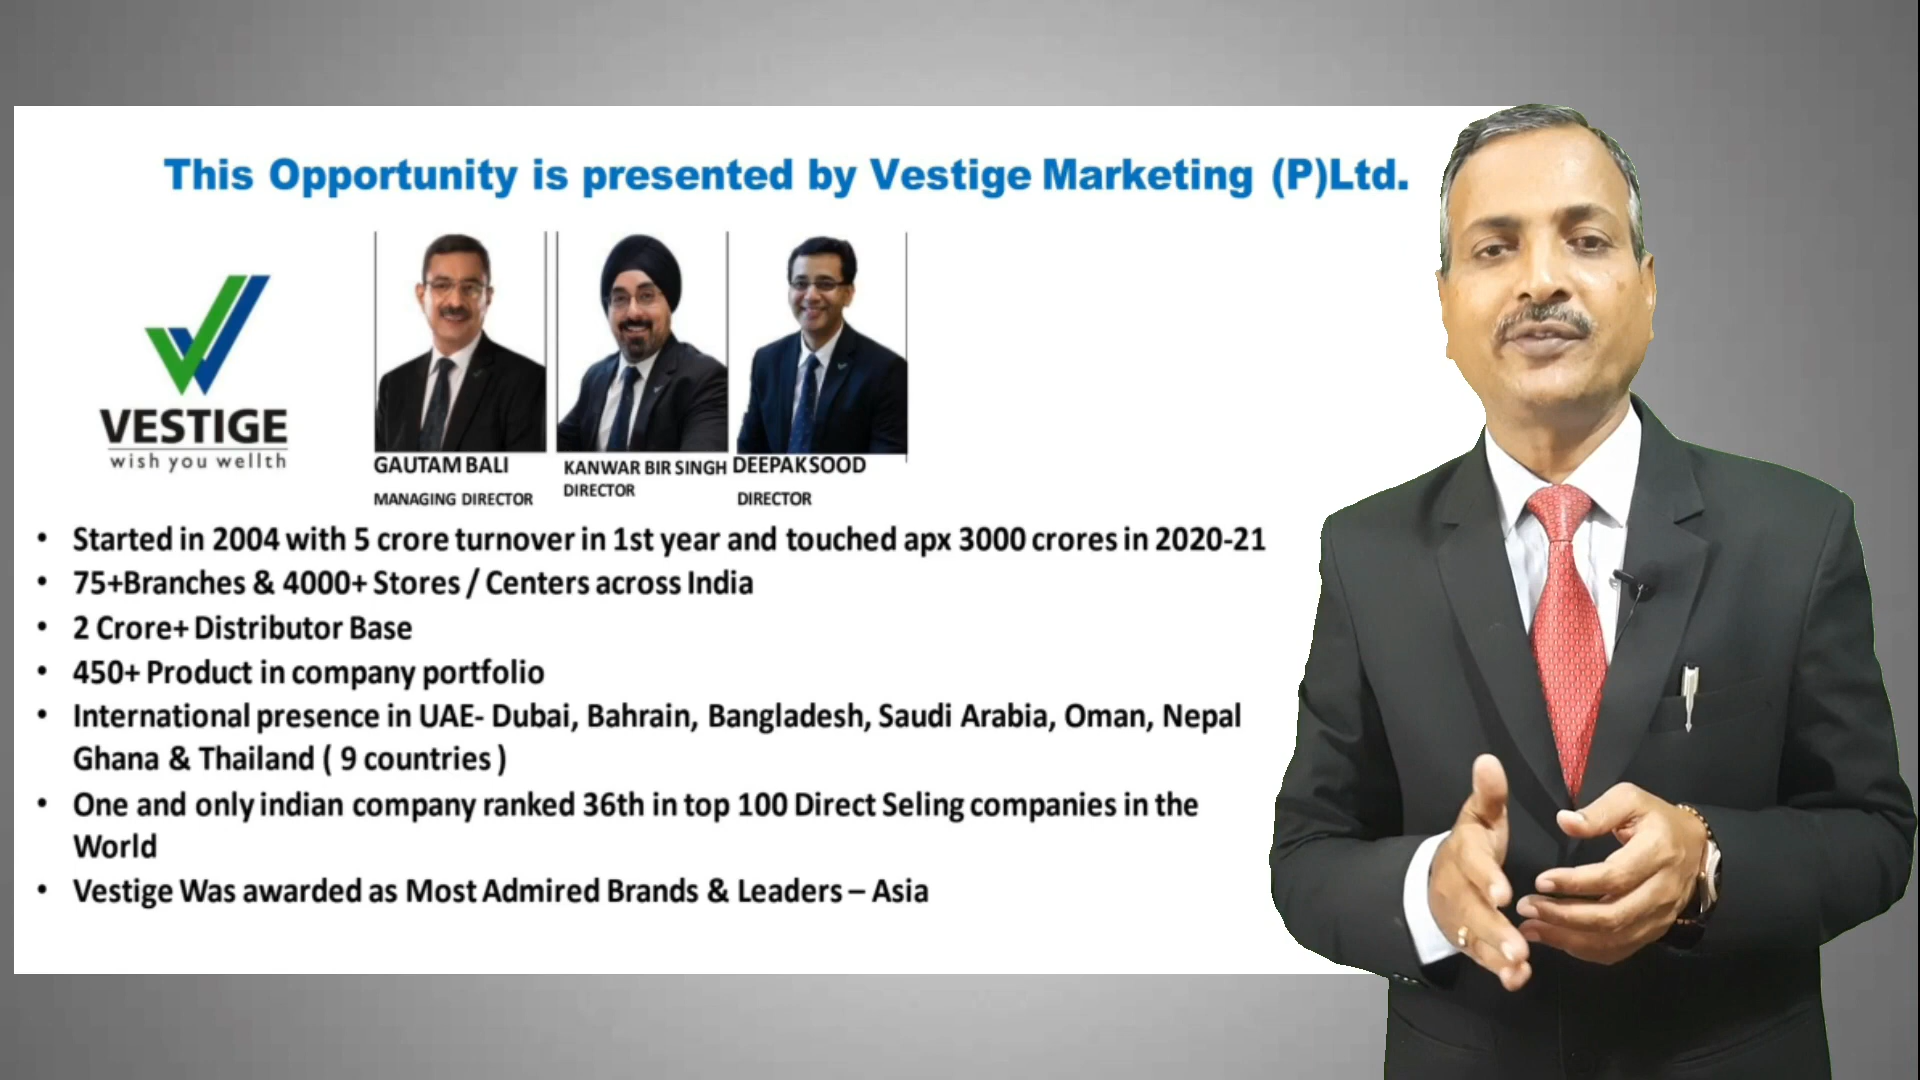 This Opportunity is presented by Vestige Marketing (P)Ltd.
VESTIGE
wish you wellth
GAUTAM BALI
MANAGING DIRECTOR
KANWAR BIR SINGH
DIRECTOR
DEEPAK SOOD
DIRECTOR
• Started in 2004 with 5 crore turnover in 1st year and touched apx 3000 crores in 2020-21
• 75+Branches & 4000+ Stores / Centers across India
• 2 Crore+ Distributor Base
• 450+ Product in company portfolio
• International presence in UAE- Dubai, Bahrain, Bangladesh, Saudi Arabia, Oman, Nepal
Ghana & Thailand ( 9 countries )
• One and only indian company ranked 36th in top 100 Direct Seling companies in the
World
• Vestige Was awarded as Most Admired Brands & Leaders – Asia